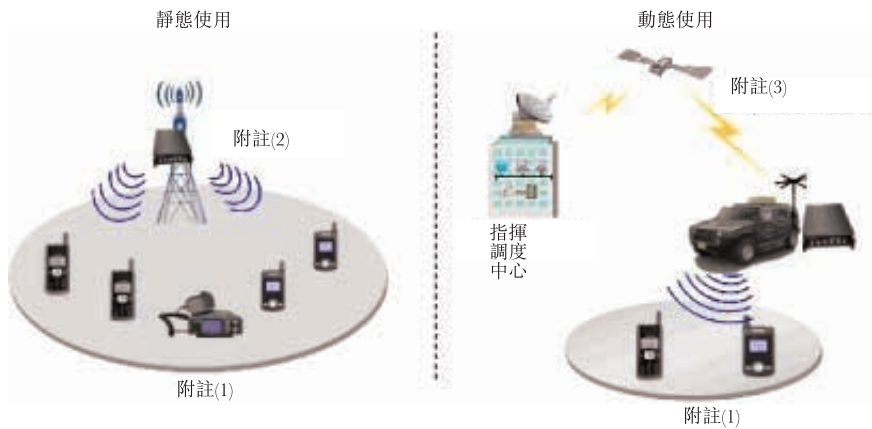 靜態使用
動態使用
附註(3)
附註(2)
指揮
調度
中心
附註(1)
附註(1)